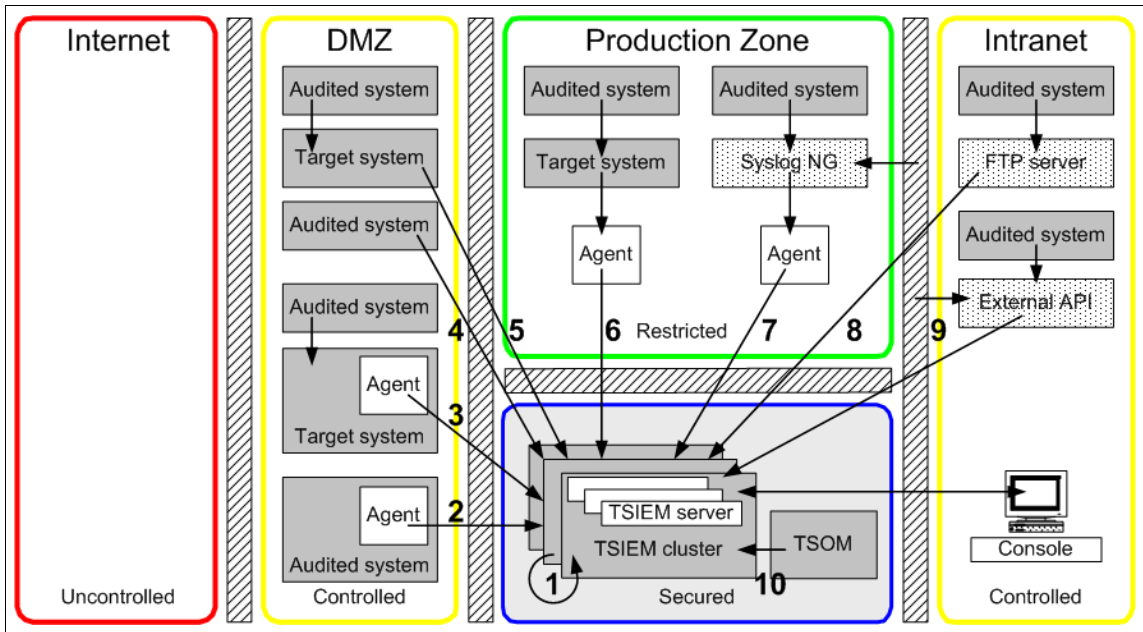 Internet
Uncontrolled
DMZ
Audited system
Target system
Audited system
Audited system
Agent
Target system
Agent
Audited system
Controlled
Production Zone
Audited system
Audited system
Target system
Syslog NG
Agent
Agent
4
5
6
Restricted
7
8
9
3
2
TSIEM server
TSIEM cluster
TSOM
1
10
Secured
Intranet
Audited system
FTP server
Audited system
External API
Console
Controlled